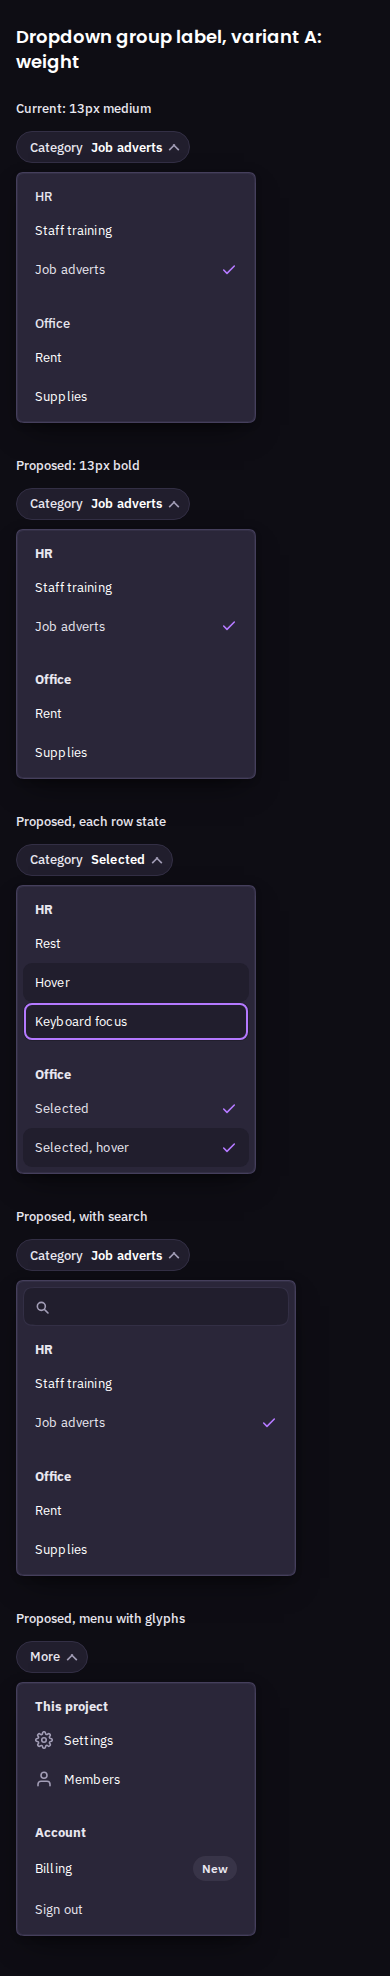 Dropdown group label, variant A:
weight
Current: 13px medium
Category Job adverts
HR
Staff training
Job adverts
Office
Rent
Supplies
Proposed: 13px bold
Category Job adverts
HR
Staff training
Job adverts
Office
Rent
Supplies
Proposed, each row state
Category Selected
HR
Rest
Hover
Keyboard focus
Office
Selected
Selected, hover
Proposed, with search
Category Job adverts
HR
Staff training
Job adverts
Office
Rent
Supplies
Proposed, menu with glyphs
More
This project
Settings
Members
Account
Billing New
Sign out